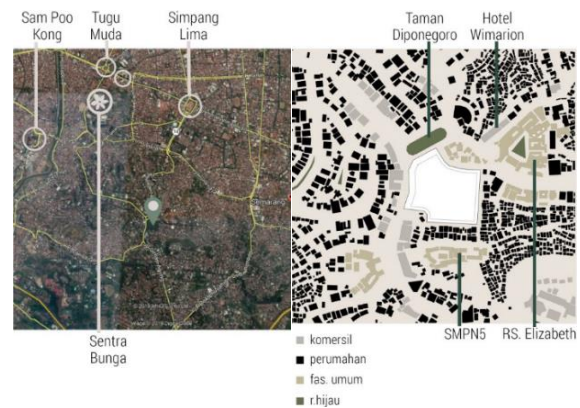 Sam Poo
Kong
Tugu
Muda
Simpang
Lima
Taman
Diponegoro
Hotel
Wimarion
Semarang
Sentra
Bunga
SMPN5
RS. Elizabeth
komersil
perumahan
fas. umum
r.hijau